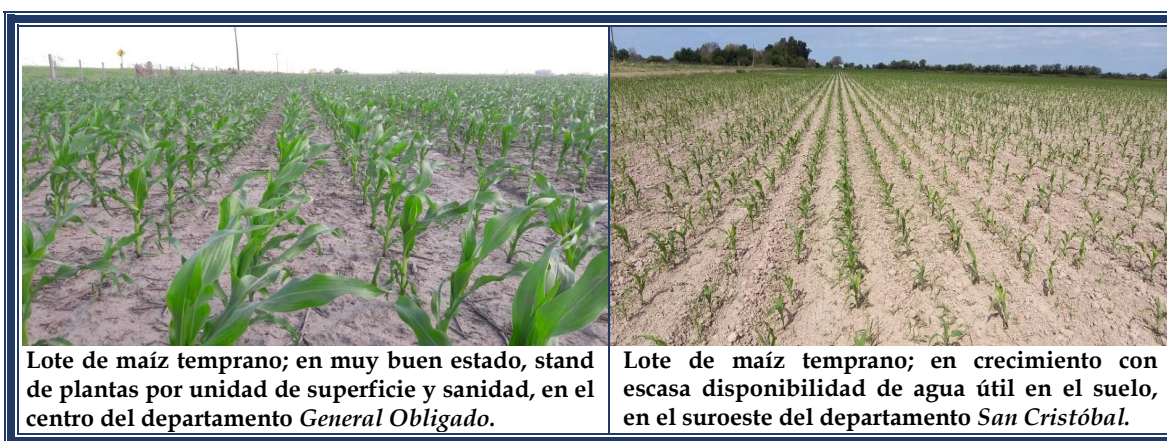 Lote de maíz temprano; en muy buen estado, stand
de plantas por unidad de superficie y sanidad, en el
centro del departamento General Obligado.
Lote de maíz temprano; en crecimiento con
escasa disponibilidad de agua útil en el suelo,
en el suroeste del departamento San Cristóbal.